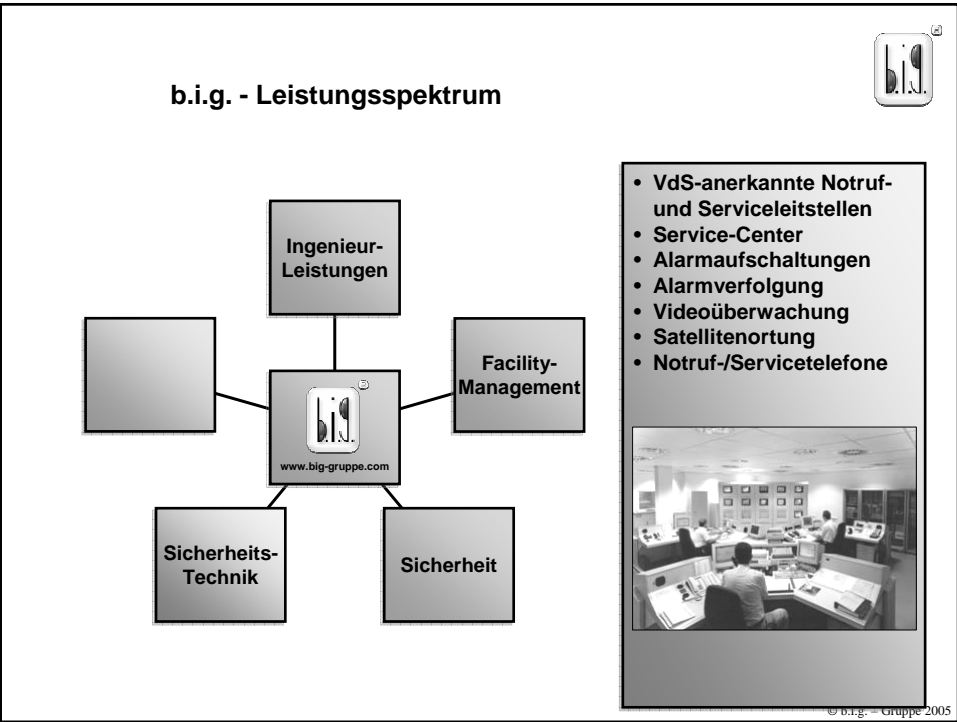 b.i.g.
b.i.g. - Leistungsspektrum
Ingenieur-
Leistungen
Facility-
Management
b.i.g.
www.big-gruppe.com
Sicherheits-
Technik
Sicherheit
• VdS-anerkannte Notruf-
und Serviceleitstellen
• Service-Center
• Alarmaufschaltungen
• Alarmverfolgung
• Videoüberwachung
• Satellitenortung
• Notruf-/Servicetelefone
© b.i.g. – Gruppe 2005